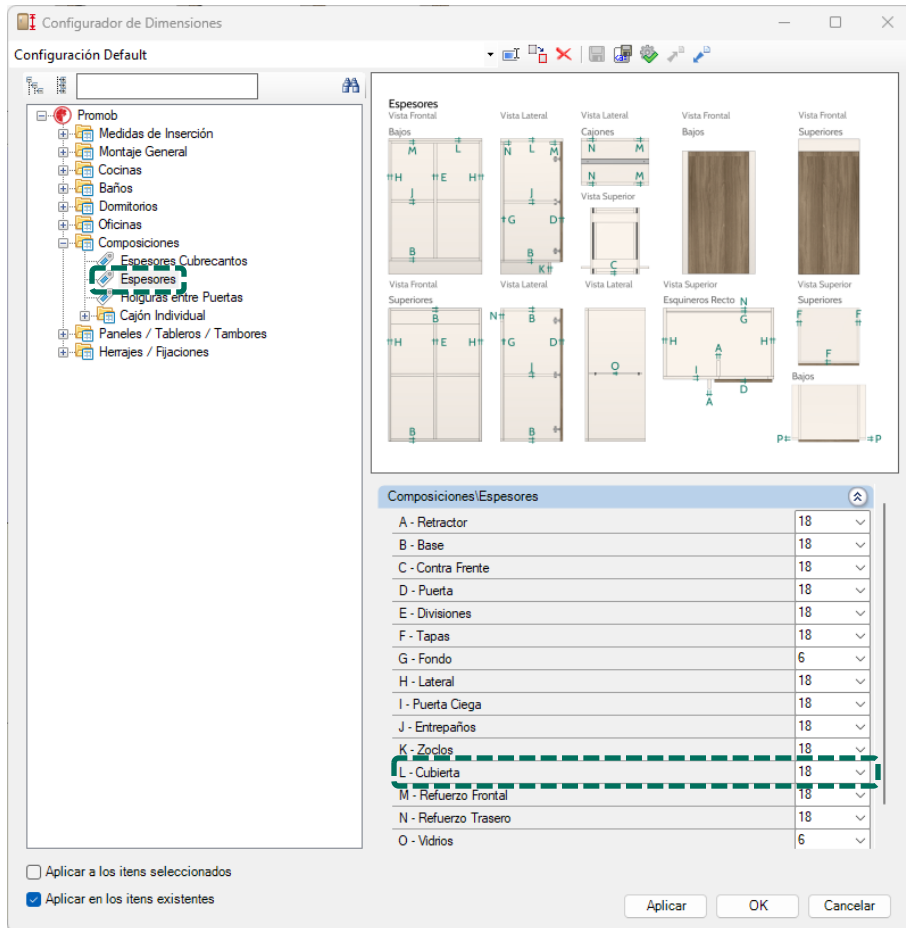 Configurador de Dimensiones
Configuración Default
Promob
Medidas de Inserción
Montaje General
Cocinas
Baños
Dormitorios
Oficinas
Composiciones
Espesores Cubrecantos
Espesores
Holguras entre Puertas
Cajón Individual
Paneles / Tableros / Tambores
Herrajes / Fijaciones
Espesores
Vista Frontal Vista Lateral Vista Lateral Vista Frontal Vista Frontal
Bajos Cajones Bajos Superiores
M L N L M N M
H E H N M
J J Vista Superior
G D
B B K C
Vista Frontal Vista Lateral Vista Lateral Vista Superior Vista Superior
Superiores Esquineros Recto N Superiores
B N B G F F
H E H G D O H A H F
J I D Bajos
A
B B P P
Composiciones\Espesores
A - Retractor 18
B - Base 18
C - Contra Frente 18
D - Puerta 18
E - Divisiones 18
F - Tapas 18
G - Fondo 6
H - Lateral 18
I - Puerta Ciega 18
J - Entrepaños 18
K - Zoclos 18
L - Cubierta 18
M - Refuerzo Frontal 18
N - Refuerzo Trasero 18
O - Vidrios 6
Aplicar a los itens seleccionados
Aplicar en los itens existentes
Aplicar OK Cancelar